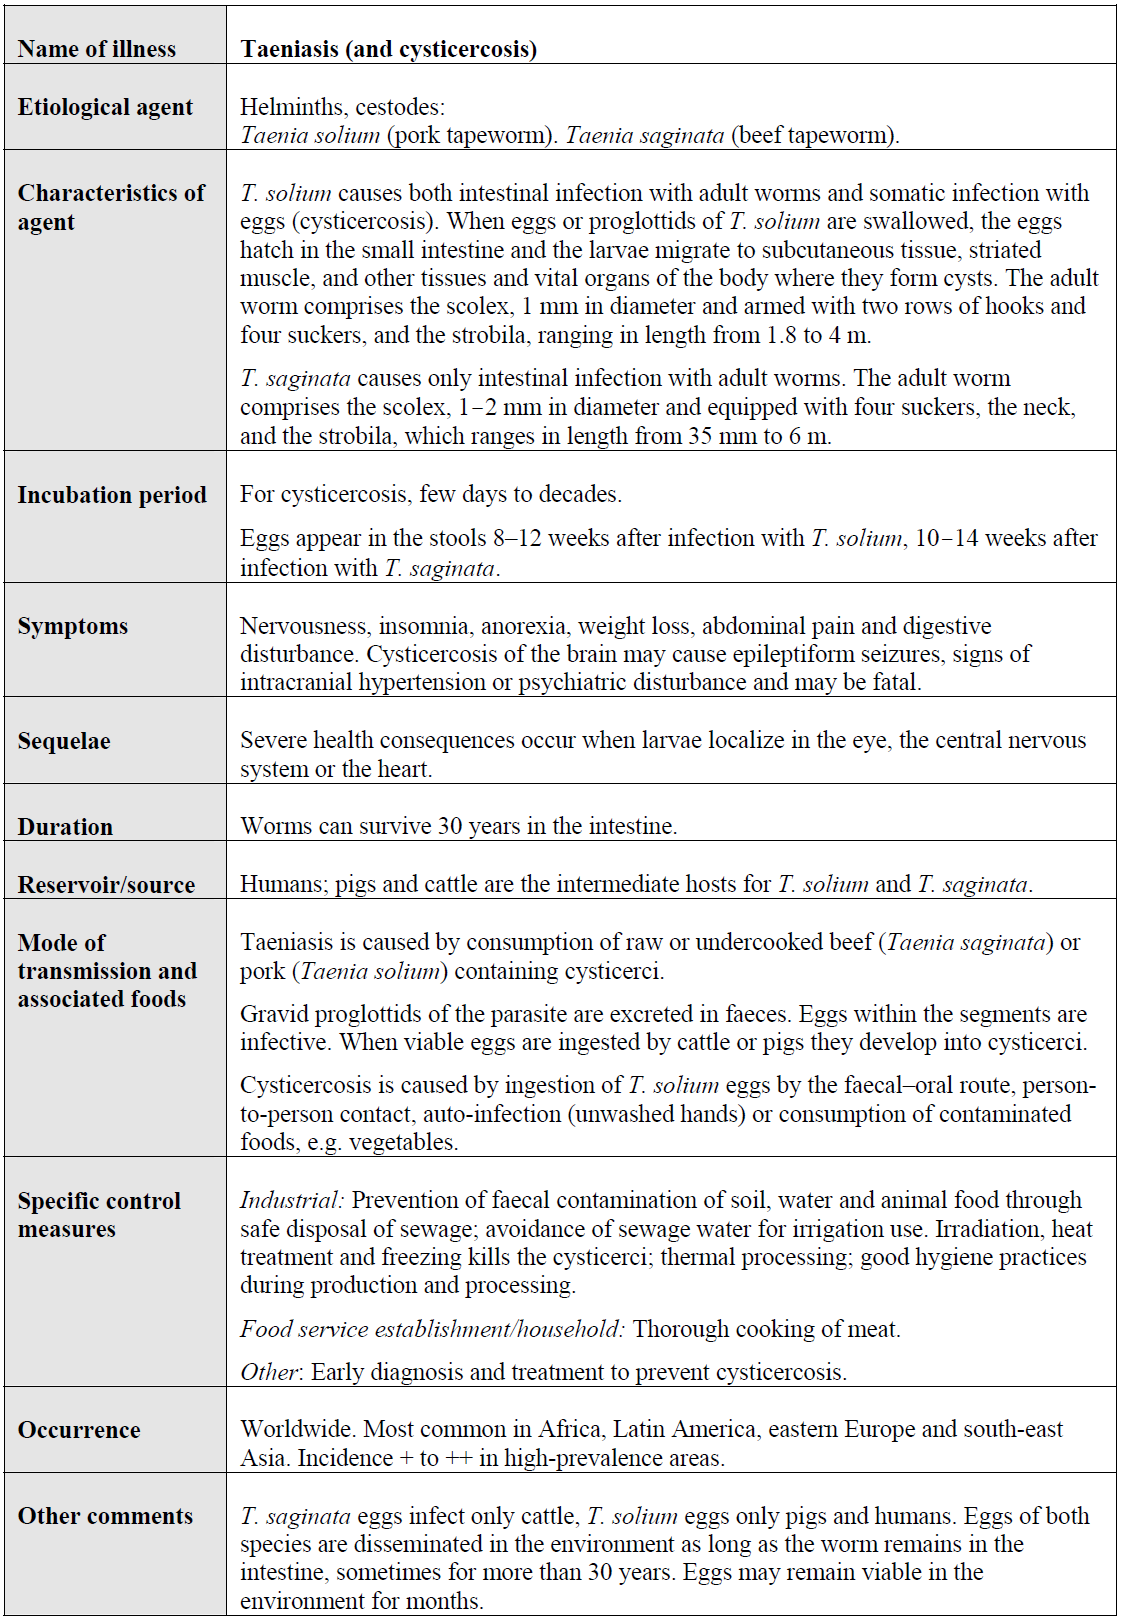 Name of illness
Taeniasis (and cysticercosis)
Etiological agent
Helminths, cestodes:
Taenia solium (pork tapeworm). Taenia saginata (beef tapeworm).
Characteristics of
agent
T. solium causes both intestinal infection with adult worms and somatic infection with
eggs (cysticercosis). When eggs or proglottids of T. solium are swallowed, the eggs
hatch in the small intestine and the larvae migrate to subcutaneous tissue, striated
muscle, and other tissues and vital organs of the body where they form cysts. The adult
worm comprises the scolex, 1 mm in diameter and armed with two rows of hooks and
four suckers, and the strobila, ranging in length from 1.8 to 4 m.
T. saginata causes only intestinal infection with adult worms. The adult worm
comprises the scolex, 1–2 mm in diameter and equipped with four suckers, the neck,
and the strobila, which ranges in length from 35 mm to 6 m.
Incubation period
For cysticercosis, few days to decades.
Eggs appear in the stools 8–12 weeks after infection with T. solium, 10–14 weeks after
infection with T. saginata.
Symptoms
Nervousness, insomnia, anorexia, weight loss, abdominal pain and digestive
disturbance. Cysticercosis of the brain may cause epileptiform seizures, signs of
intracranial hypertension or psychiatric disturbance and may be fatal.
Sequelae
Severe health consequences occur when larvae localize in the eye, the central nervous
system or the heart.
Duration
Worms can survive 30 years in the intestine.
Reservoir/source
Humans; pigs and cattle are the intermediate hosts for T. solium and T. saginata.
Mode of
transmission and
associated foods
Taeniasis is caused by consumption of raw or undercooked beef (Taenia saginata) or
pork (Taenia solium) containing cysticerci.
Gravid proglottids of the parasite are excreted in faeces. Eggs within the segments are
infective. When viable eggs are ingested by cattle or pigs they develop into cysticerci.
Cysticercosis is caused by ingestion of T. solium eggs by the faecal–oral route, person-
to-person contact, auto-infection (unwashed hands) or consumption of contaminated
foods, e.g. vegetables.
Specific control
measures
Industrial: Prevention of faecal contamination of soil, water and animal food through
safe disposal of sewage; avoidance of sewage water for irrigation use. Irradiation, heat
treatment and freezing kills the cysticerci; thermal processing; good hygiene practices
during production and processing.
Food service establishment/household: Thorough cooking of meat.
Other: Early diagnosis and treatment to prevent cysticercosis.
Occurrence
Worldwide. Most common in Africa, Latin America, eastern Europe and south-east
Asia. Incidence + to ++ in high-prevalence areas.
Other comments
T. saginata eggs infect only cattle, T. solium eggs only pigs and humans. Eggs of both
species are disseminated in the environment as long as the worm remains in the
intestine, sometimes for more than 30 years. Eggs may remain viable in the
environment for months.